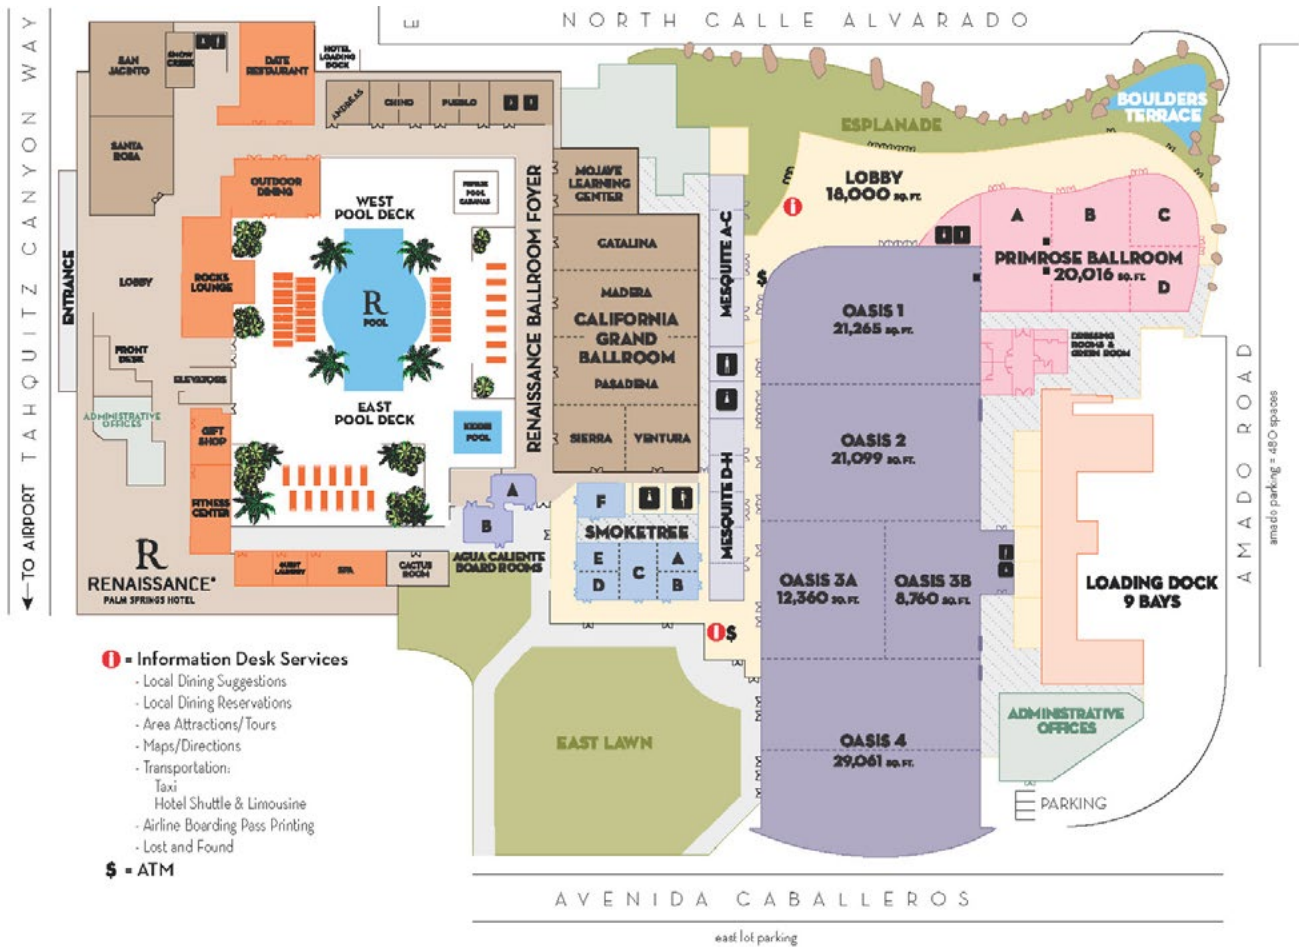 NORTH CALLE ALVARADO
TAHQUITZ CANYON WAY
TO AIRPORT
ENTRANCE
SAN
JACINTO
SNOW
CREEK
DATE
RESTAURANT
HOTEL
LOADING
DOCK
ANDREAS
CHINO
PUEBLO
SANTA
ROSA
OUTDOOR
DINING
WEST
POOL DECK
PRIVATE
POOL
CABANAS
LOBBY
ROCKS
LOUNGE
R
POOL
FRONT
DESK
ELEVATORS
ADMINISTRATIVE
OFFICES
EAST
POOL DECK
KIDDIE
POOL
GIFT
SHOP
FITNESS
CENTER
GUEST
LAUNDRY
SPA
CACTUS
ROOM
R
RENAISSANCE®
PALM SPRINGS HOTEL
RENAISSANCE BALLROOM FOYER
MOJAVE
LEARNING
CENTER
CATALINA
MADERA
CALIFORNIA
GRAND
BALLROOM
PASADENA
SIERRA
VENTURA
A
B
AGUA CALIENTE
BOARD ROOMS
F
SMOKETREE
E
D
C
A
B
MESQUITE A-C
MESQUITE D-H
ESPLANADE
BOULDERS
TERRACE
LOBBY
18,000 SQ. FT.
A
B
C
D
PRIMROSE BALLROOM
20,016 SQ. FT.
DRESSING
ROOMS &
GREEN ROOM
$
OASIS 1
21,265 SQ. FT.
OASIS 2
21,099 SQ. FT.
OASIS 3A
12,360 SQ. FT.
OASIS 3B
8,760 SQ. FT.
OASIS 4
29,061 SQ. FT.
$
LOADING DOCK
9 BAYS
ADMINISTRATIVE
OFFICES
PARKING
AMADO ROAD
amado parking = 480 spaces
EAST LAWN
= Information Desk Services
- Local Dining Suggestions
- Local Dining Reservations
- Area Attractions/Tours
- Maps/Directions
- Transportation:
Taxi
Hotel Shuttle & Limousine
- Airline Boarding Pass Printing
- Lost and Found
$ = ATM
AVENIDA CABALLEROS
east lot parking